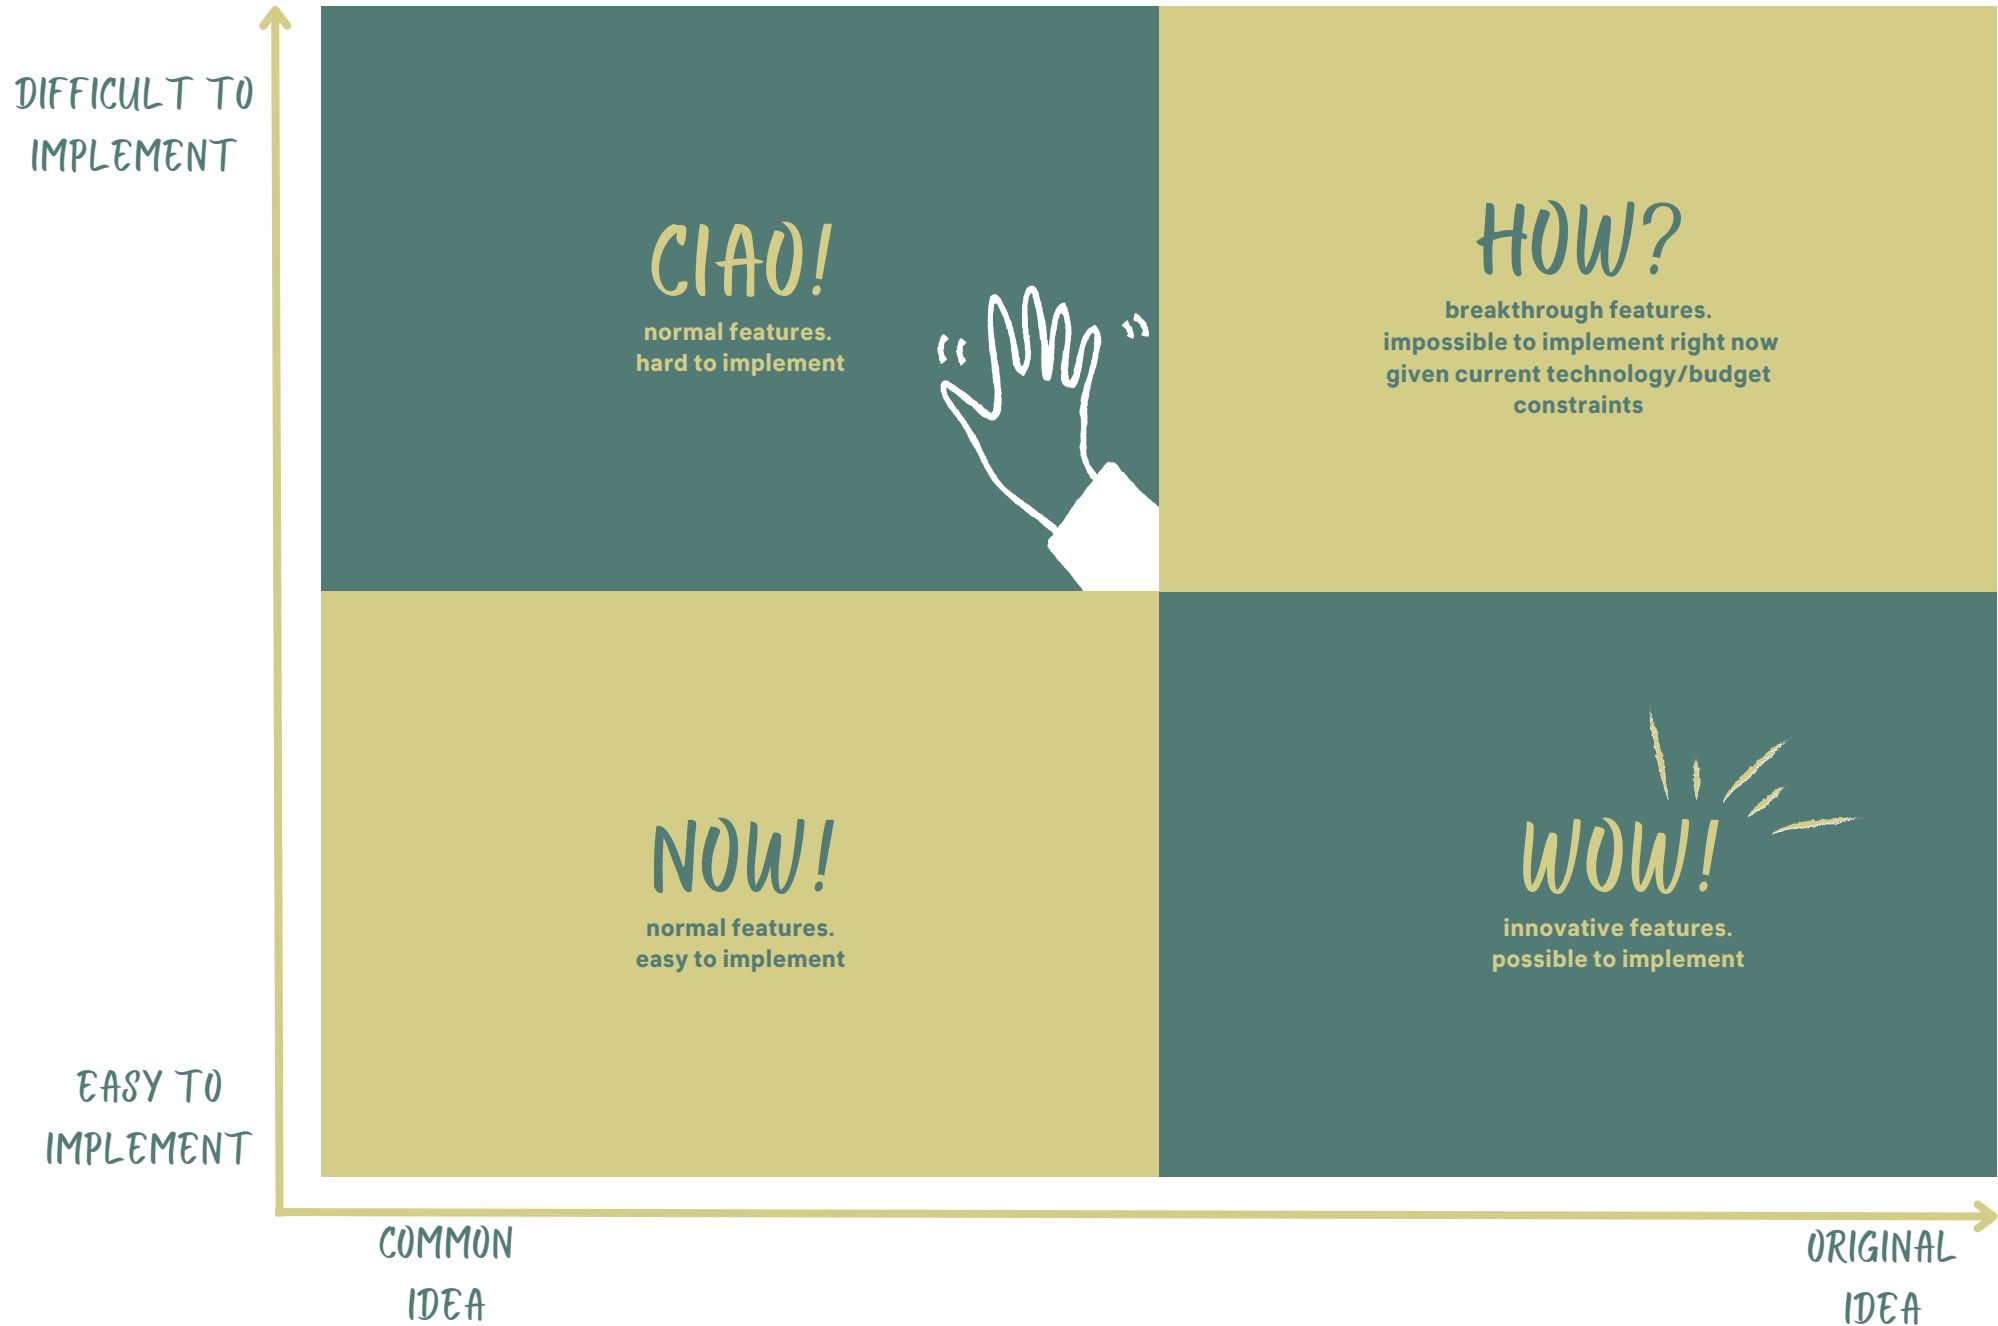 DIFFICULT TO
IMPLEMENT
CIAO!
normal features.
hard to implement
HOW?
breakthrough features.
impossible to implement right now
given current technology/budget
constraints
NOW!
normal features.
easy to implement
WOW!
innovative features.
possible to implement
EASY TO
IMPLEMENT
COMMON
IDEA
ORIGINAL
IDEA